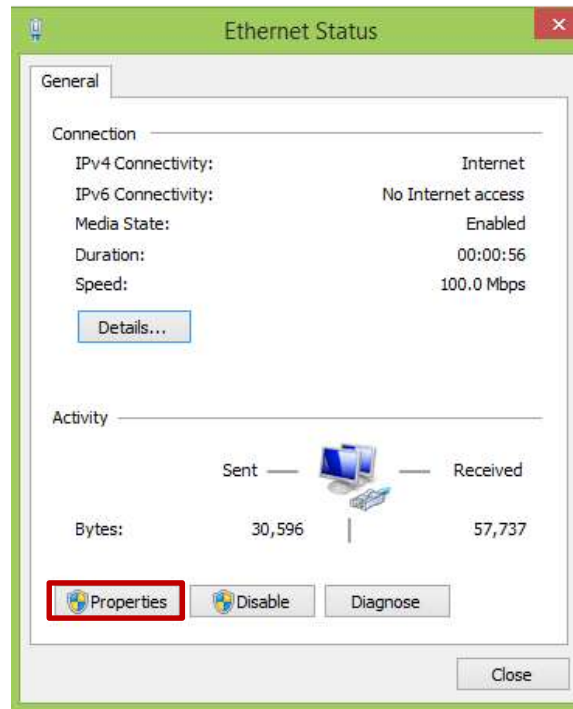 Ethernet Status
General
Connection
IPv4 Connectivity: Internet
IPv6 Connectivity: No Internet access
Media State: Enabled
Duration: 00:00:56
Speed: 100.0 Mbps
Details...
Activity
Sent Received
Bytes: 30,596 57,737
Properties Disable Diagnose
Close